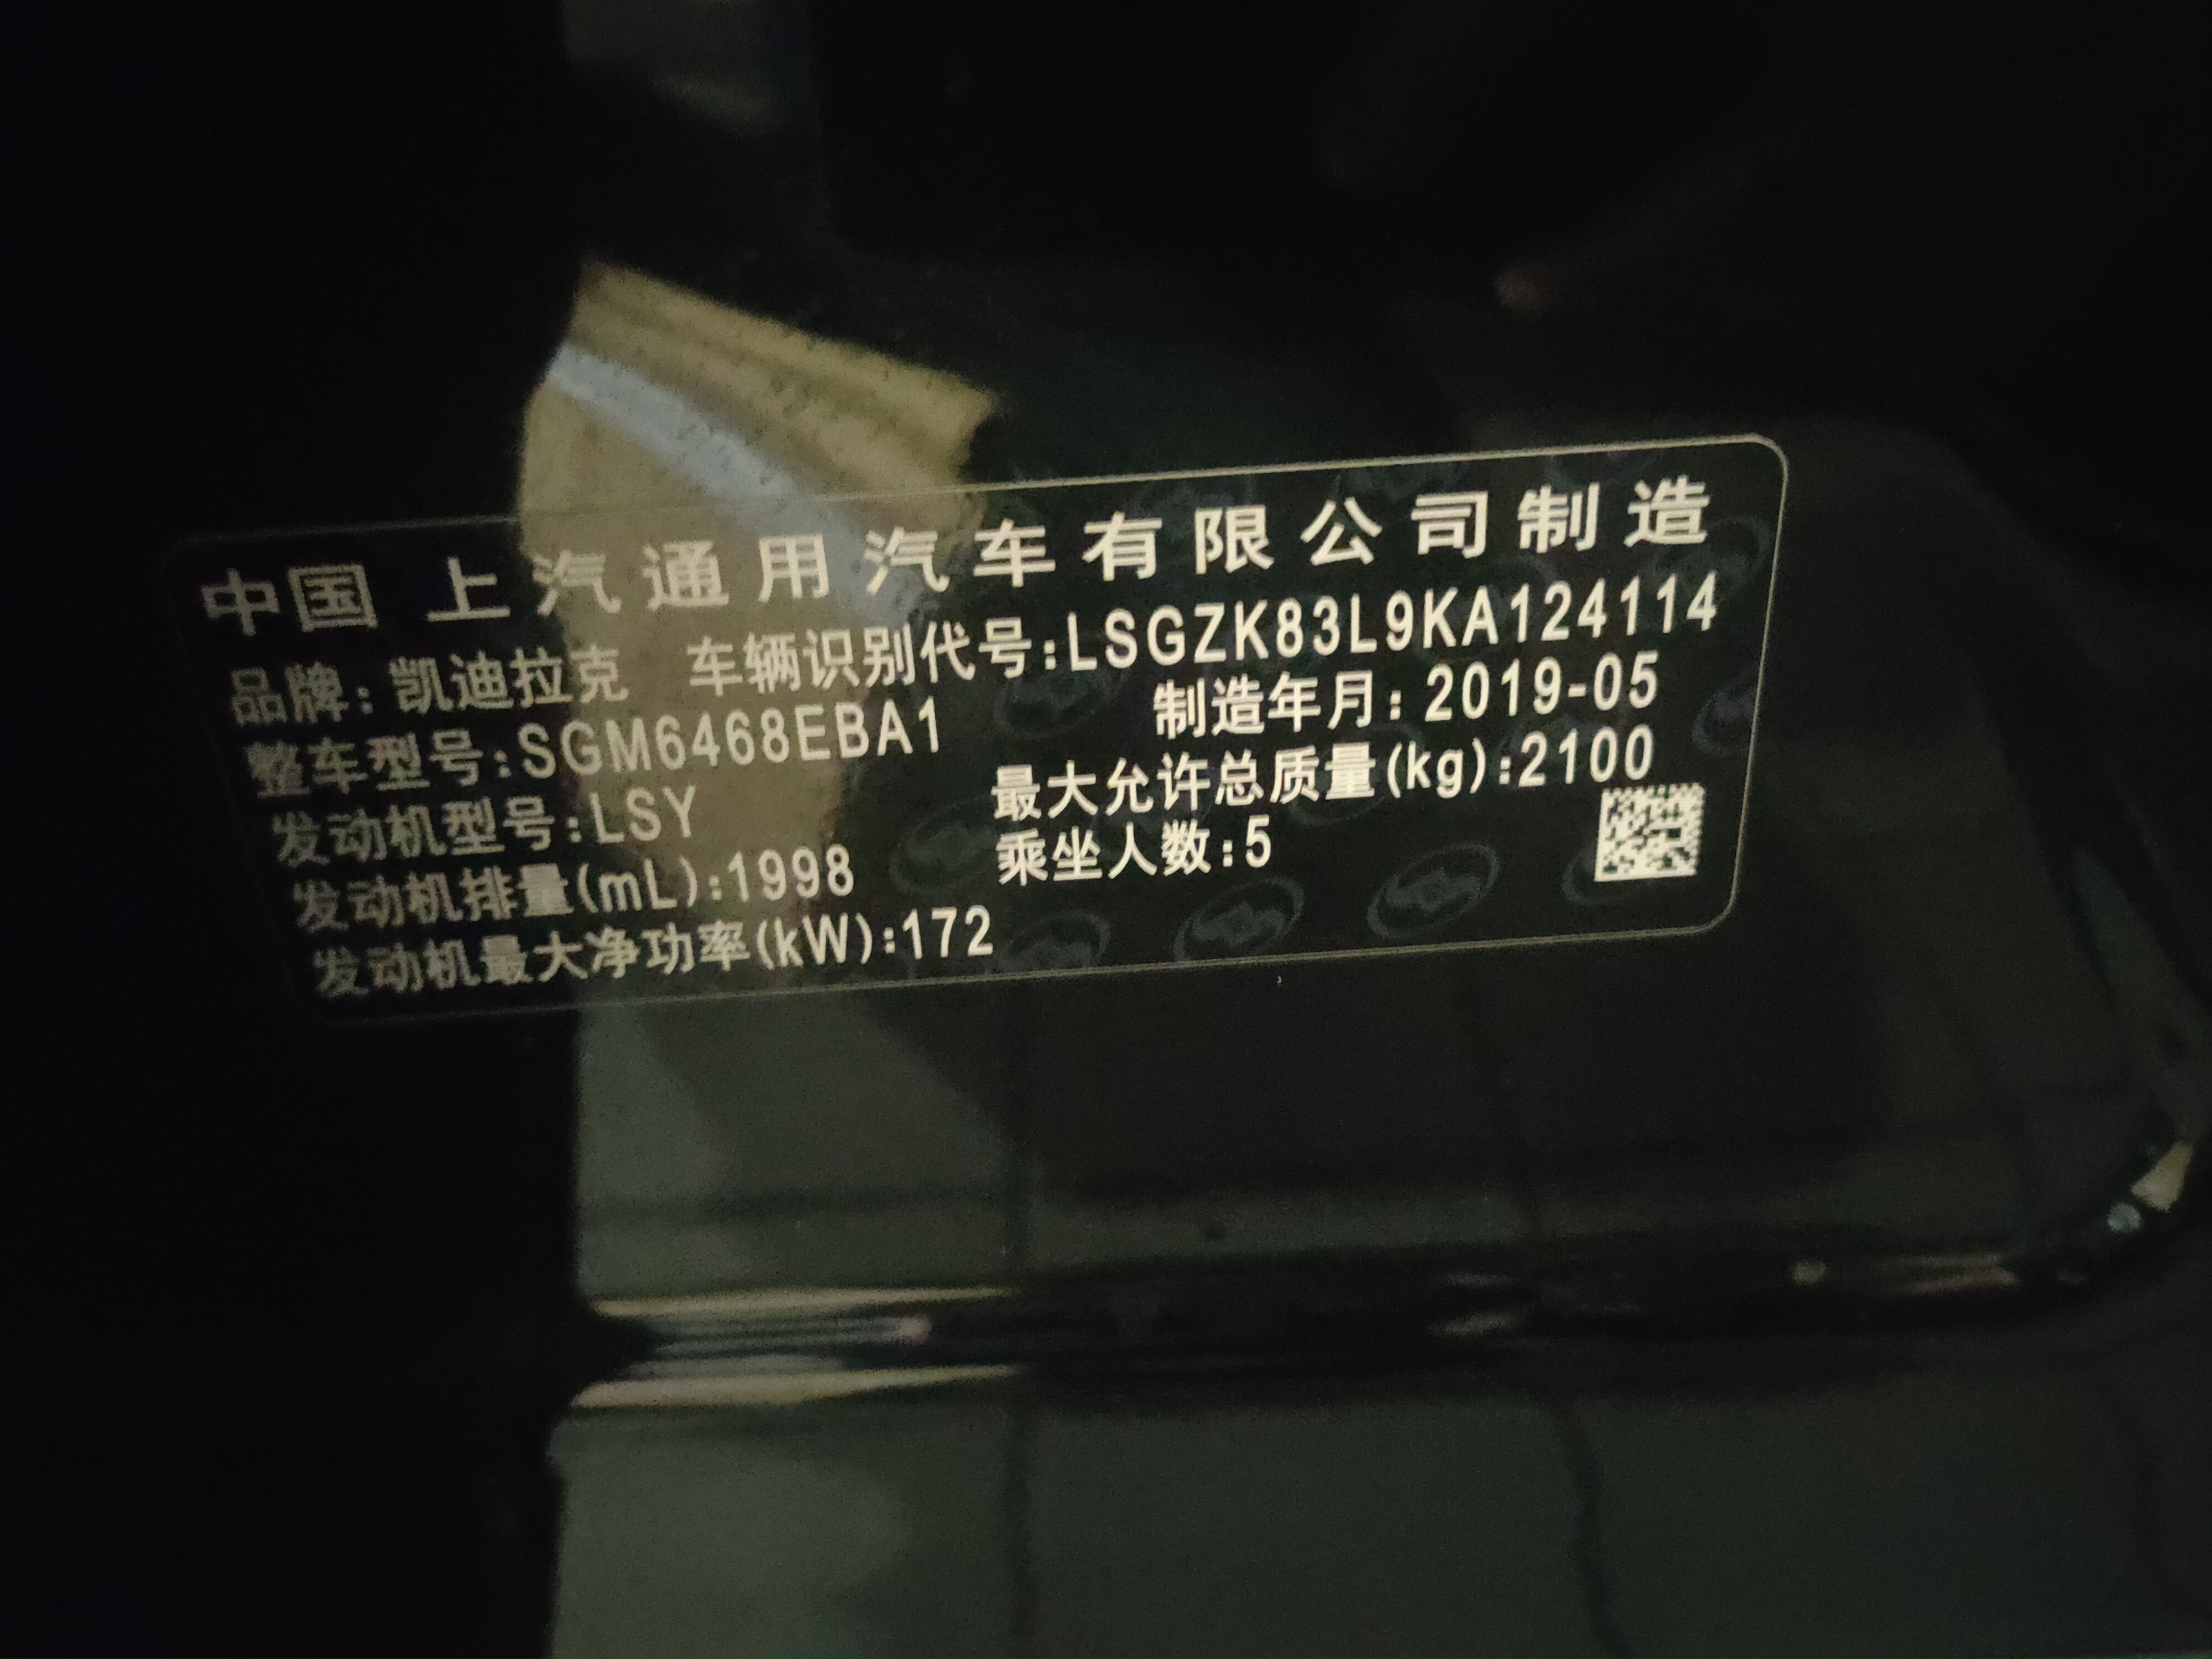 中国 上汽通用汽车有限公司制造
品牌: 凯迪拉克 车辆识别代号:LSGZK83L9KA124114
整车型号:SGM6468EBA1 制造年月: 2019-05
发动机型号:LSY 最大允许总质量(kg):2100
发动机排量(mL):1998 乘坐人数:5
发动机最大净功率(kW):172